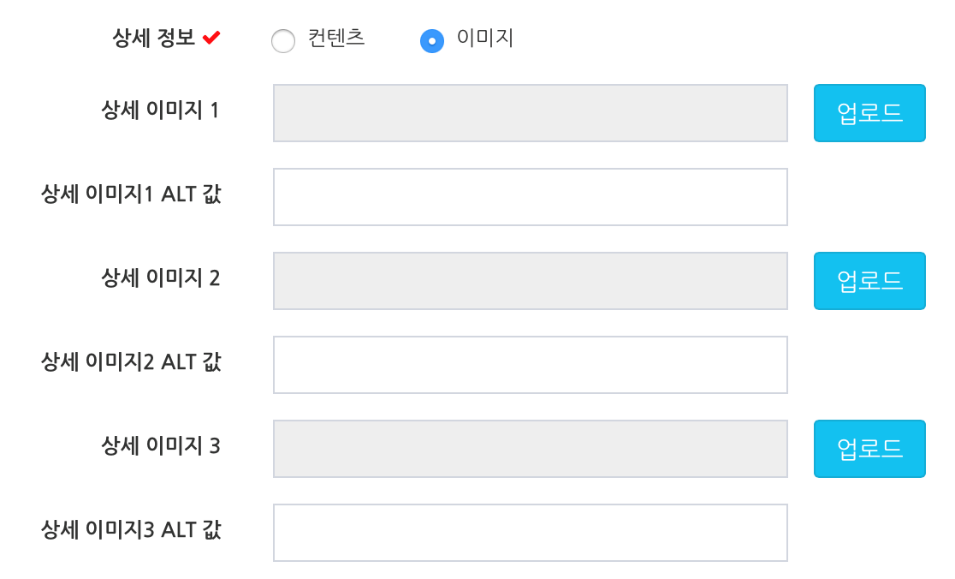 상세 정보 컨텐츠 이미지
상세 이미지 1 업로드
상세 이미지1 ALT 값
상세 이미지 2 업로드
상세 이미지2 ALT 값
상세 이미지 3 업로드
상세 이미지3 ALT 값